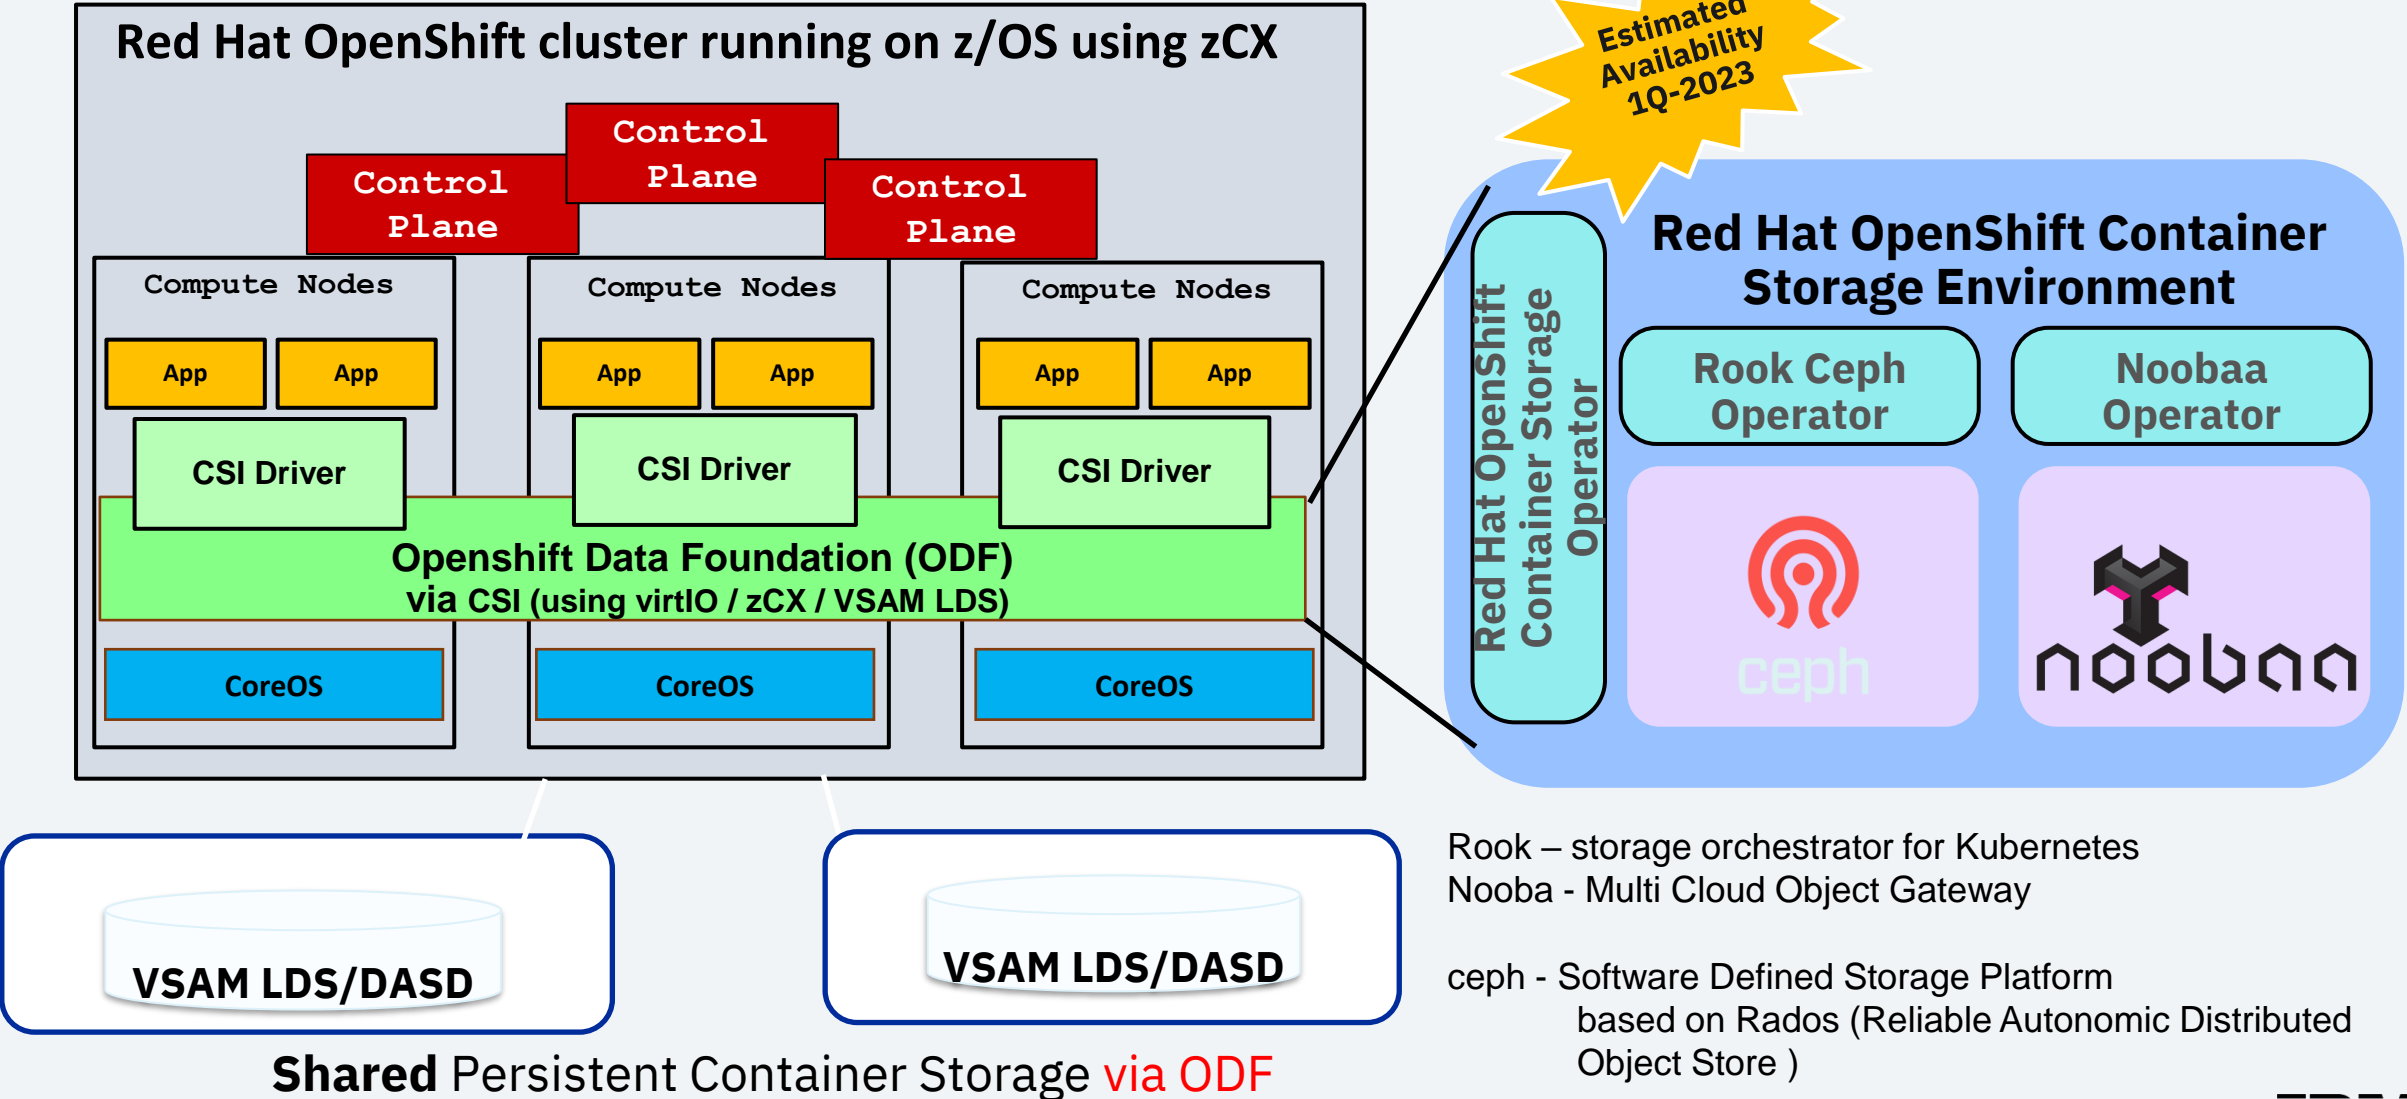 Red Hat OpenShift cluster running on z/OS using zCX
Estimated
Availability
1Q-2023
Control
Plane
Control
Plane
Control
Plane
Compute Nodes
Compute Nodes
Compute Nodes
App
App
App
App
App
App
CSI Driver
CSI Driver
CSI Driver
Openshift Data Foundation (ODF)
via CSI (using virtIO / zCX / VSAM LDS)
CoreOS
CoreOS
CoreOS
VSAM LDS/DASD
VSAM LDS/DASD
Shared Persistent Container Storage via ODF
Red Hat OpenShift Container
Storage Environment
Red Hat OpenShift
Container Storage
Operator
Rook Ceph
Operator
Noobaa
Operator
ceph
noobaa
Rook – storage orchestrator for Kubernetes
Nooba - Multi Cloud Object Gateway
ceph - Software Defined Storage Platform
based on Rados (Reliable Autonomic Distributed
Object Store )